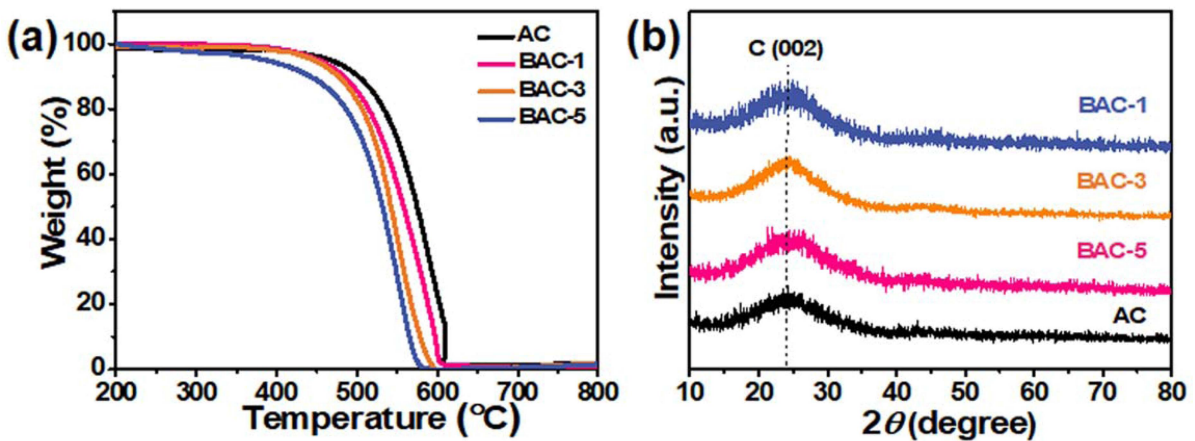 (a)
AC
BAC-1
BAC-3
BAC-5
Weight (%)
100
80
60
40
20
0
200 300 400 500 600 700 800
Temperature (°C)
(b)
C (002)
BAC-1
BAC-3
BAC-5
AC
Intensity (a.u.)
10 20 30 40 50 60 70 80
2θ (degree)